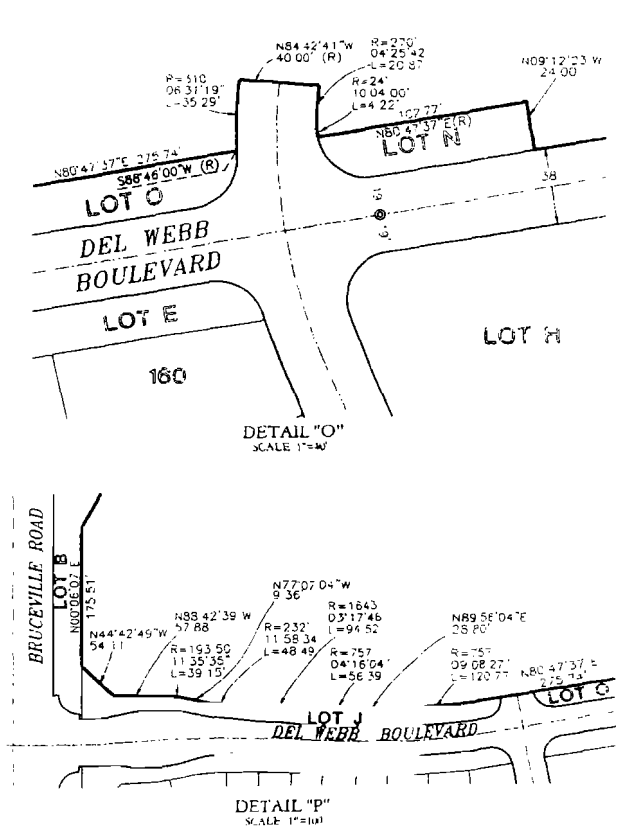 N84°42'41"W
40.00' (R)
R=270'
04°25'42
L=20.87
N09°12'23 W
24.00
R=310
06°31'19"
L=35.29'
R=24'
10°04'00"
L=4.22'
107.77'
N80°47'37"E(R)
LOT N
N80°47'37"E 275.74'
S88°46'00"W (R)
LOT O
38
19
DEL WEBB
BOULEVARD
LOT E
LOT H
160
DETAIL "O"
SCALE 1"=40'
BRUCEVILLE ROAD
LOT B
N00°06'07 E
175.51'
N44°42'49"W
54.11
N88°42'39 W
57.88
R=193.50
11°35'35"
L=39.15'
N77°07'04"W
9.36'
R=232'
11°58'34
L=48.49
R=1643
03°17'46
L=94.52
R=757
04°16'04"
L=56.39
N89°56'04"E
28.80'
R=757
09°08'27"
L=120.77
N80°47'37 E
275.74'
LOT O
LOT J
DEL WEBB BOULEVARD
DETAIL "P"
SCALE 1"=100'